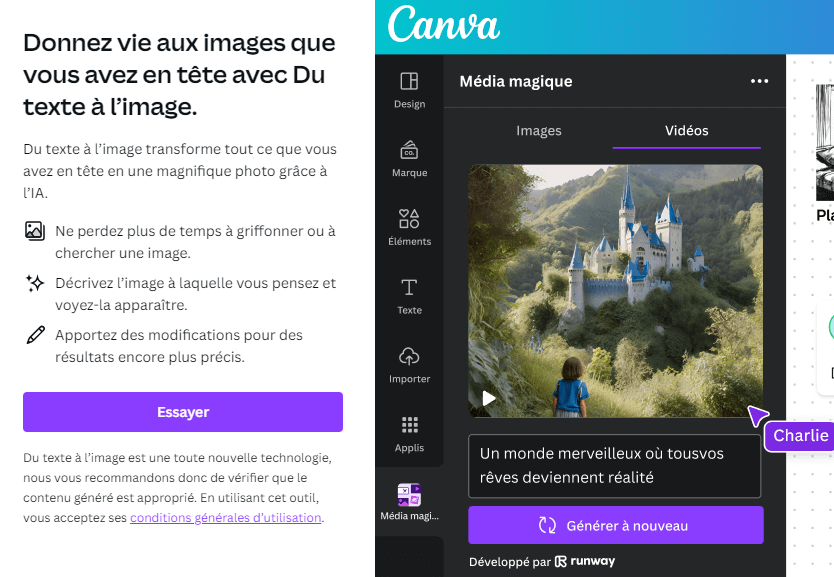 Donnez vie aux images que
vous avez en tête avec Du
texte à l'image.
Du texte à l'image transforme tout ce que vous
avez en tête en une magnifique photo grâce à
l'IA.
Ne perdez plus de temps à griffonner ou à
chercher une image.
Décrivez l'image à laquelle vous pensez et
voyez-la apparaître.
Apportez des modifications pour des
résultats encore plus précis.
Essayer
Du texte à l'image est une toute nouvelle technologie,
nous vous recommandons donc de vérifier que le
contenu généré est approprié. En utilisant cet outil,
vous acceptez ses conditions générales d'utilisation.
Canva
Design
CO.
Marque
Éléments
Texte
Importer
Applis
Média magi...
Média magique
Images
Vidéos
Un monde merveilleux où tousvos
rêves deviennent réalité
Générer à nouveau
Développé par runway
Charlie
Pla